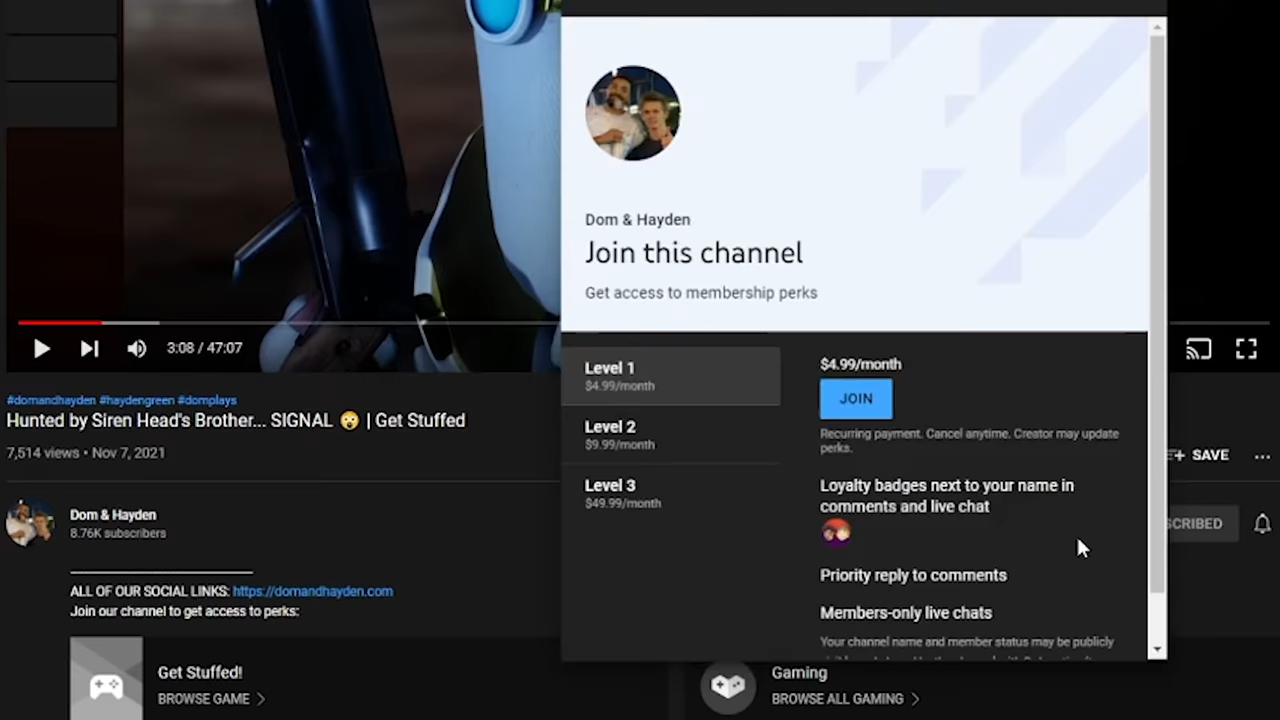 Dom & Hayden
Join this channel
Get access to membership perks
Level 1
$4.99/month
Level 2
$9.99/month
Level 3
$49.99/month
$4.99/month
JOIN
Recurring payment. Cancel anytime. Creator may update
perks.
Loyalty badges next to your name in
comments and live chat
Priority reply to comments
Members-only live chats
Your channel name and member status may be publicly
3:08 / 47:07
#domandhayden #haydengreen #domplays
Hunted by Siren Head's Brother... SIGNAL 😲 | Get Stuffed
7,514 views • Nov 7, 2021
SAVE
Dom & Hayden
8.76K subscribers
SCRIBED
ALL OF OUR SOCIAL LINKS: https://domandhayden.com
Join our channel to get access to perks:
Get Stuffed!
BROWSE GAME
Gaming
BROWSE ALL GAMING